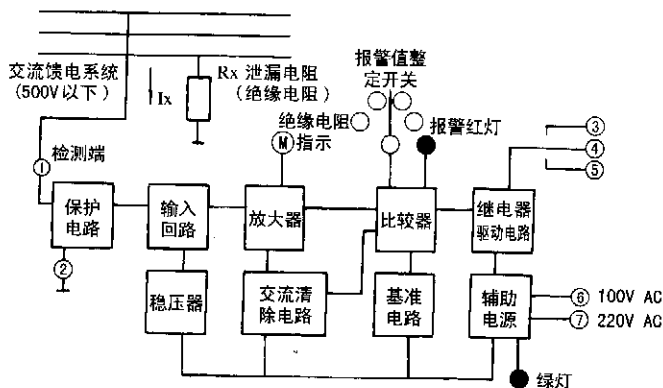 交流馈电系统
(500V以下)
Ix
Rx 泄漏电阻
(绝缘电阻)
报警值整
定开关
绝缘电阻
指示
M
报警红灯
③
④
⑤
① 检测端
保护
电路
输入
回路
放大器
比较器
继电器
驱动电路
②
稳压器
交流清
除电路
基准
电路
辅助
电源
⑥ 100V AC
⑦ 220V AC
绿灯